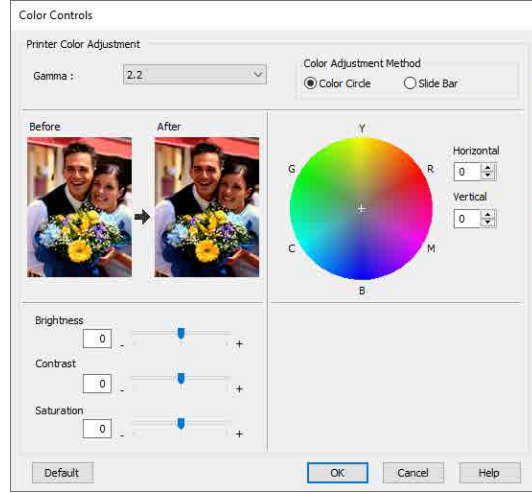 Color Controls
Printer Color Adjustment
Gamma :
2.2
Color Adjustment Method
Color Circle
Slide Bar
Before
After
Y
G
R
C
M
B
Horizontal
0
Vertical
0
Brightness
0
-
+
Contrast
0
-
+
Saturation
0
-
+
Default
OK
Cancel
Help